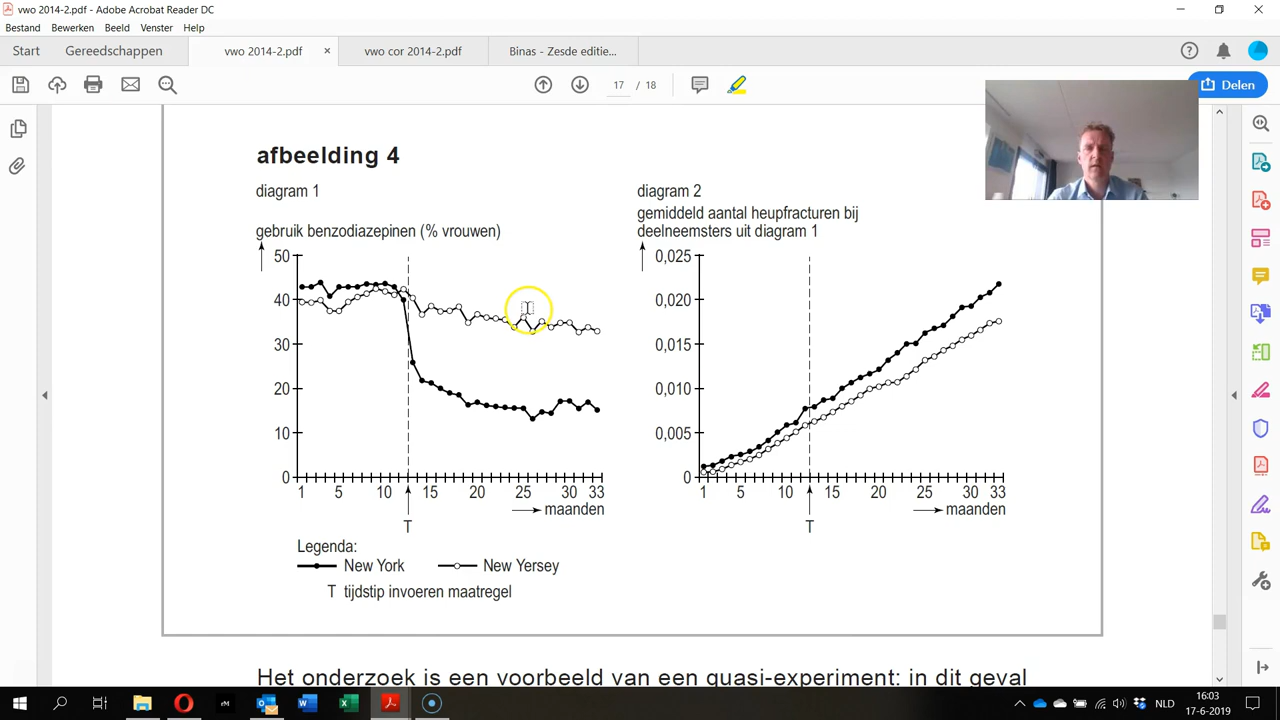 vwo 2014-2.pdf - Adobe Acrobat Reader DC
Bestand Bewerken Beeld Venster Help
Start Gereedschappen vwo 2014-2.pdf × vwo cor 2014-2.pdf Binas - Zesde editie...
17 / 18 Delen
afbeelding 4
diagram 1
gebruik benzodiazepinen (% vrouwen)
50
40
30
20
10
0
1 5 10 15 20 25 30 33
maanden
T
diagram 2
gemiddeld aantal heupfracturen bij
deelneemsters uit diagram 1
0,025
0,020
0,015
0,010
0,005
0
1 5 10 15 20 25 30 33
maanden
T
Legenda:
New York New Yersey
T tijdstip invoeren maatregel
Het onderzoek is een voorbeeld van een quasi-experiment: in dit geval
NLD
16:03
17-6-2019